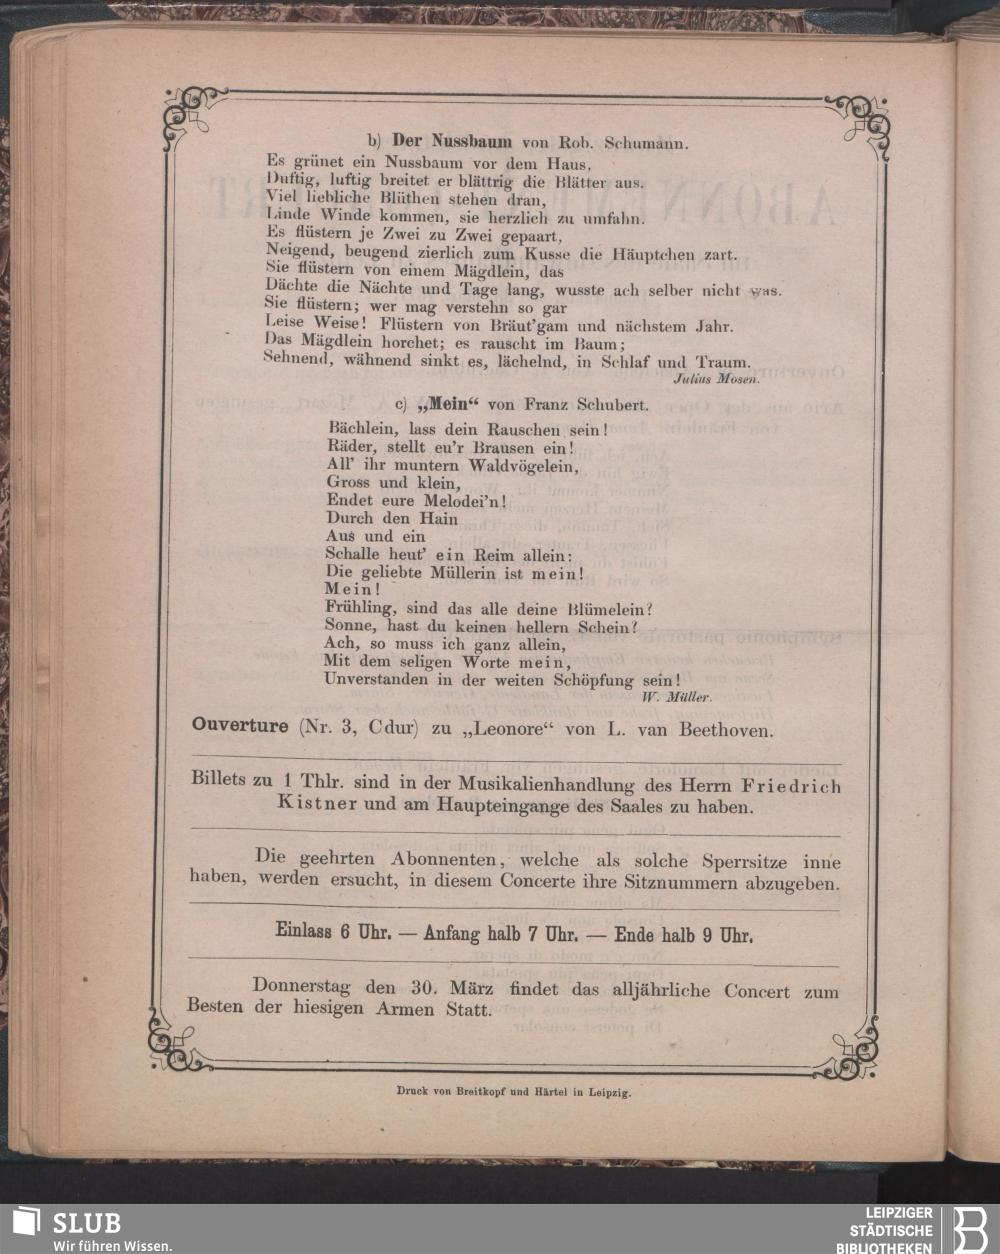 b) Der Nussbaum von Rob. Schumann.
Es grünet ein Nussbaum vor dem Haus,
Duftig, luftig breitet er blättrig die Blätter aus.
Viel liebliche Blüthen stehen dran,
Linde Winde kommen, sie herzlich zu umfahn.
Es flüstern je Zwei zu Zwei gepaart,
Neigend, beugend zierlich zum Kusse die Häuptchen zart.
Sie flüstern von einem Mägdlein, das
Dächte die Nächte und Tage lang, wusste ach selber nicht was.
Sie flüstern; wer mag verstehn so gar
Leise Weise! Flüstern von Bräut'gam und nächstem Jahr.
Das Mägdlein horchet; es rauscht im Baum;
Sehnend, wähnend sinkt es, lächelnd, in Schlaf und Traum.
Julius Mosen.
c) „Mein“ von Franz Schubert.
Bächlein, lass dein Rauschen sein!
Räder, stellt eu'r Brausen ein!
All' ihr muntern Waldvögelein,
Gross und klein,
Endet eure Melodei'n!
Durch den Hain
Aus und ein
Schalle heut' ein Reim allein:
Die geliebte Müllerin ist mein!
Mein!
Frühling, sind das alle deine Blümelein?
Sonne, hast du keinen hellern Schein?
Ach, so muss ich ganz allein,
Mit dem seligen Worte mein,
Unverstanden in der weiten Schöpfung sein!
W. Müller.
Ouverture (Nr. 3, Cdur) zu „Leonore“ von L. van Beethoven.
Billets zu 1 Thlr. sind in der Musikalienhandlung des Herrn Friedrich
Kistner und am Haupteingange des Saales zu haben.
Die geehrten Abonnenten, welche als solche Sperrsitze inne
haben, werden ersucht, in diesem Concerte ihre Sitznummern abzugeben.
Einlass 6 Uhr. — Anfang halb 7 Uhr. — Ende halb 9 Uhr.
Donnerstag den 30. März findet das alljährliche Concert zum
Besten der hiesigen Armen Statt.
Druck von Breitkopf und Härtel in Leipzig.
SLUB
Wir führen Wissen.
LEIPZIGER
STÄDTISCHE
BIBLIOTHEKEN